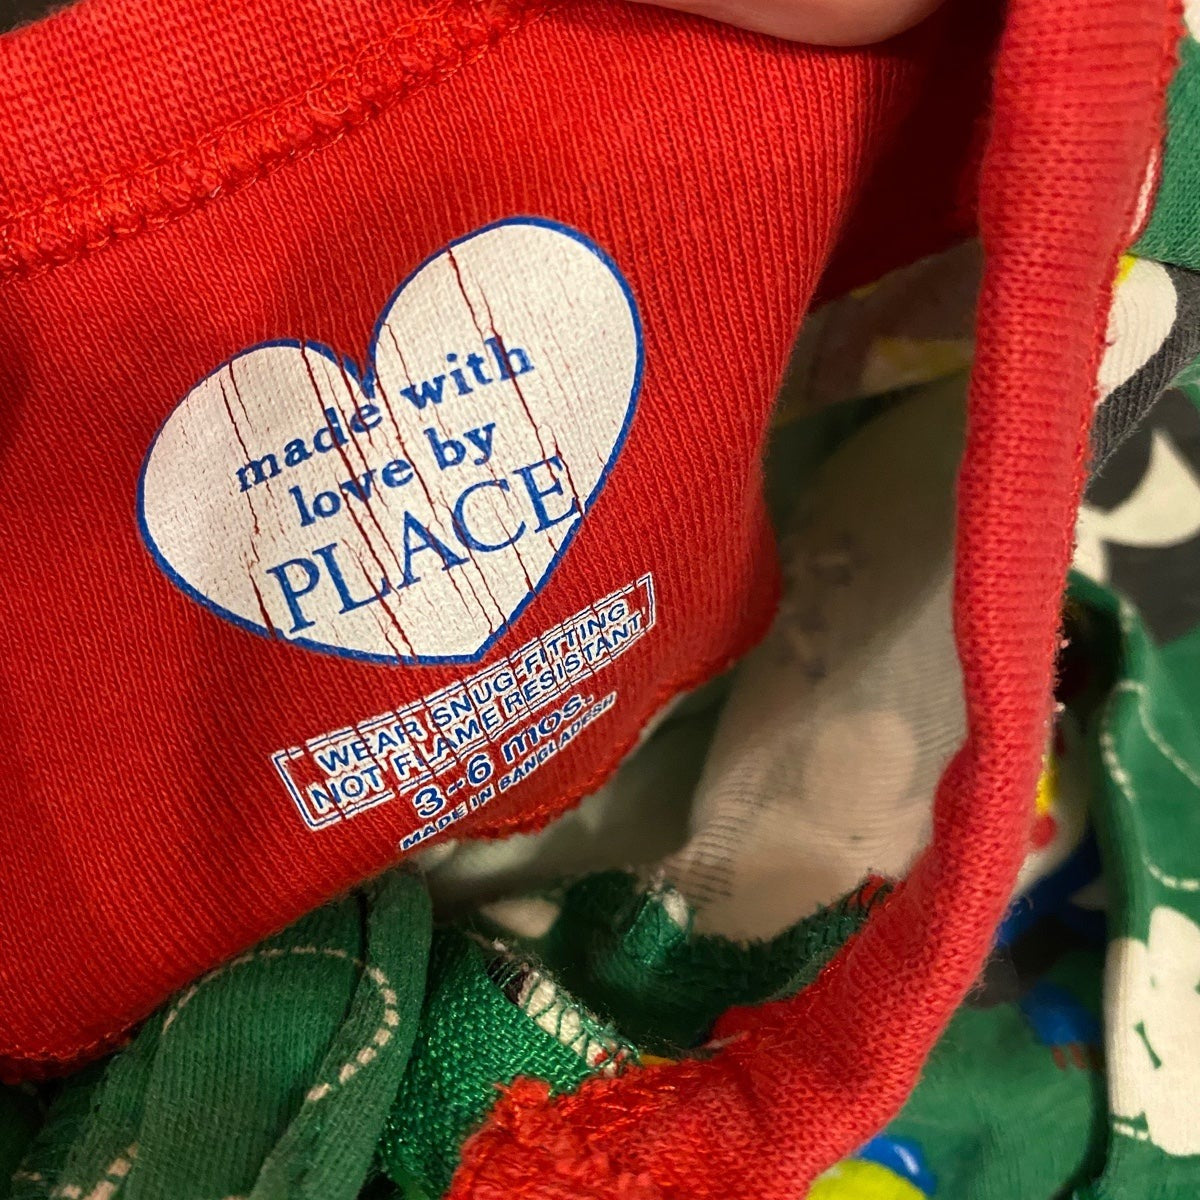 made with
love by
PLACE
WEAR SNUG-FITTING
NOT FLAME RESISTANT
3-6 mos.
MADE IN BANGLADESH